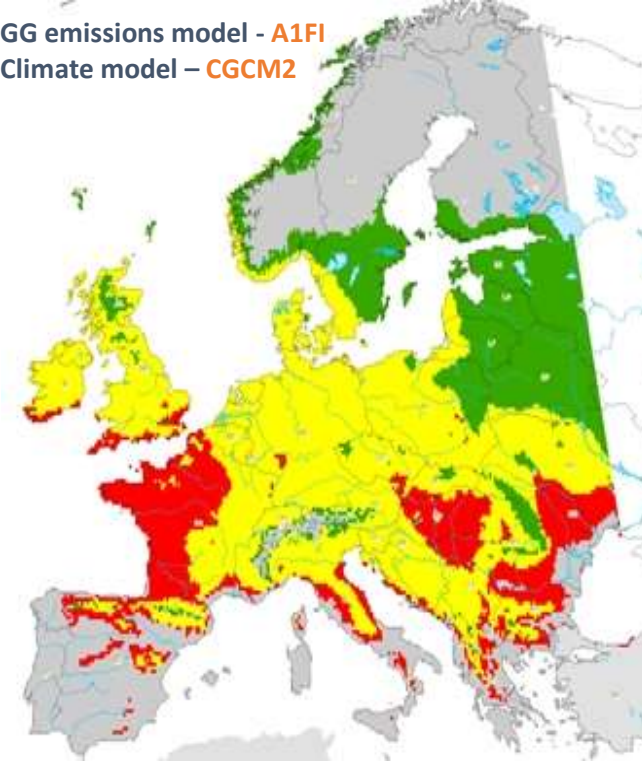 GG emissions model - A1FI
Climate model – CGCM2